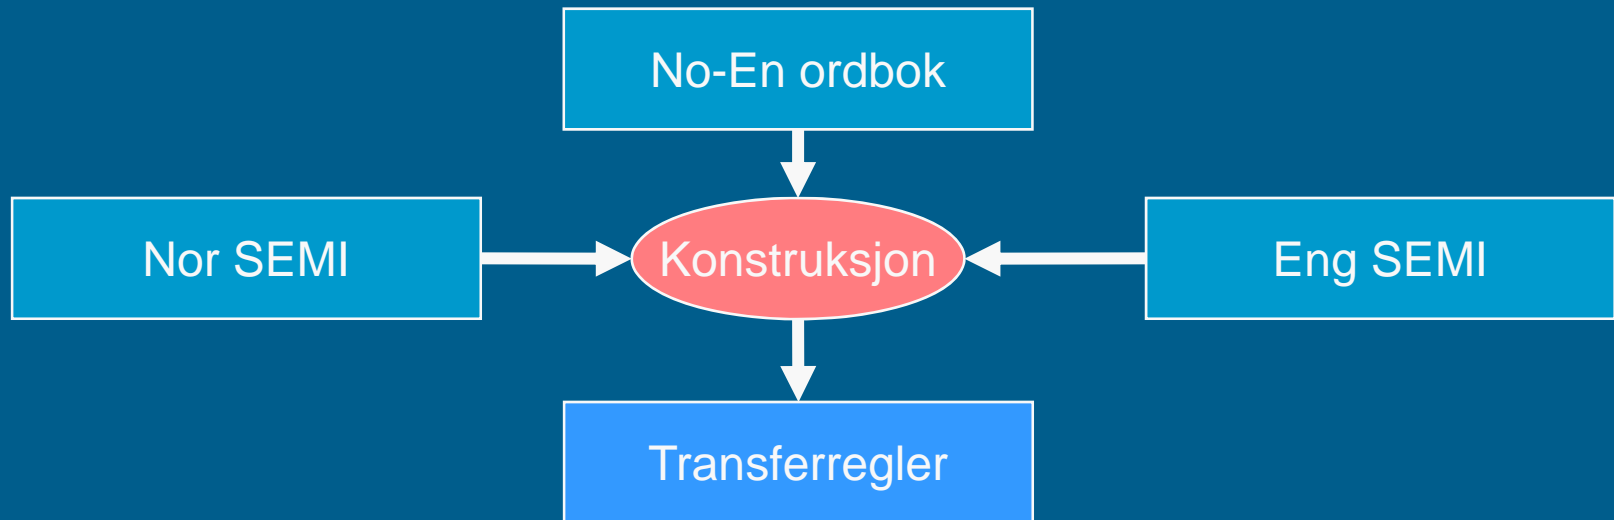 No-En ordbok
Nor SEMI
Konstruksjon
Eng SEMI
Transferregler